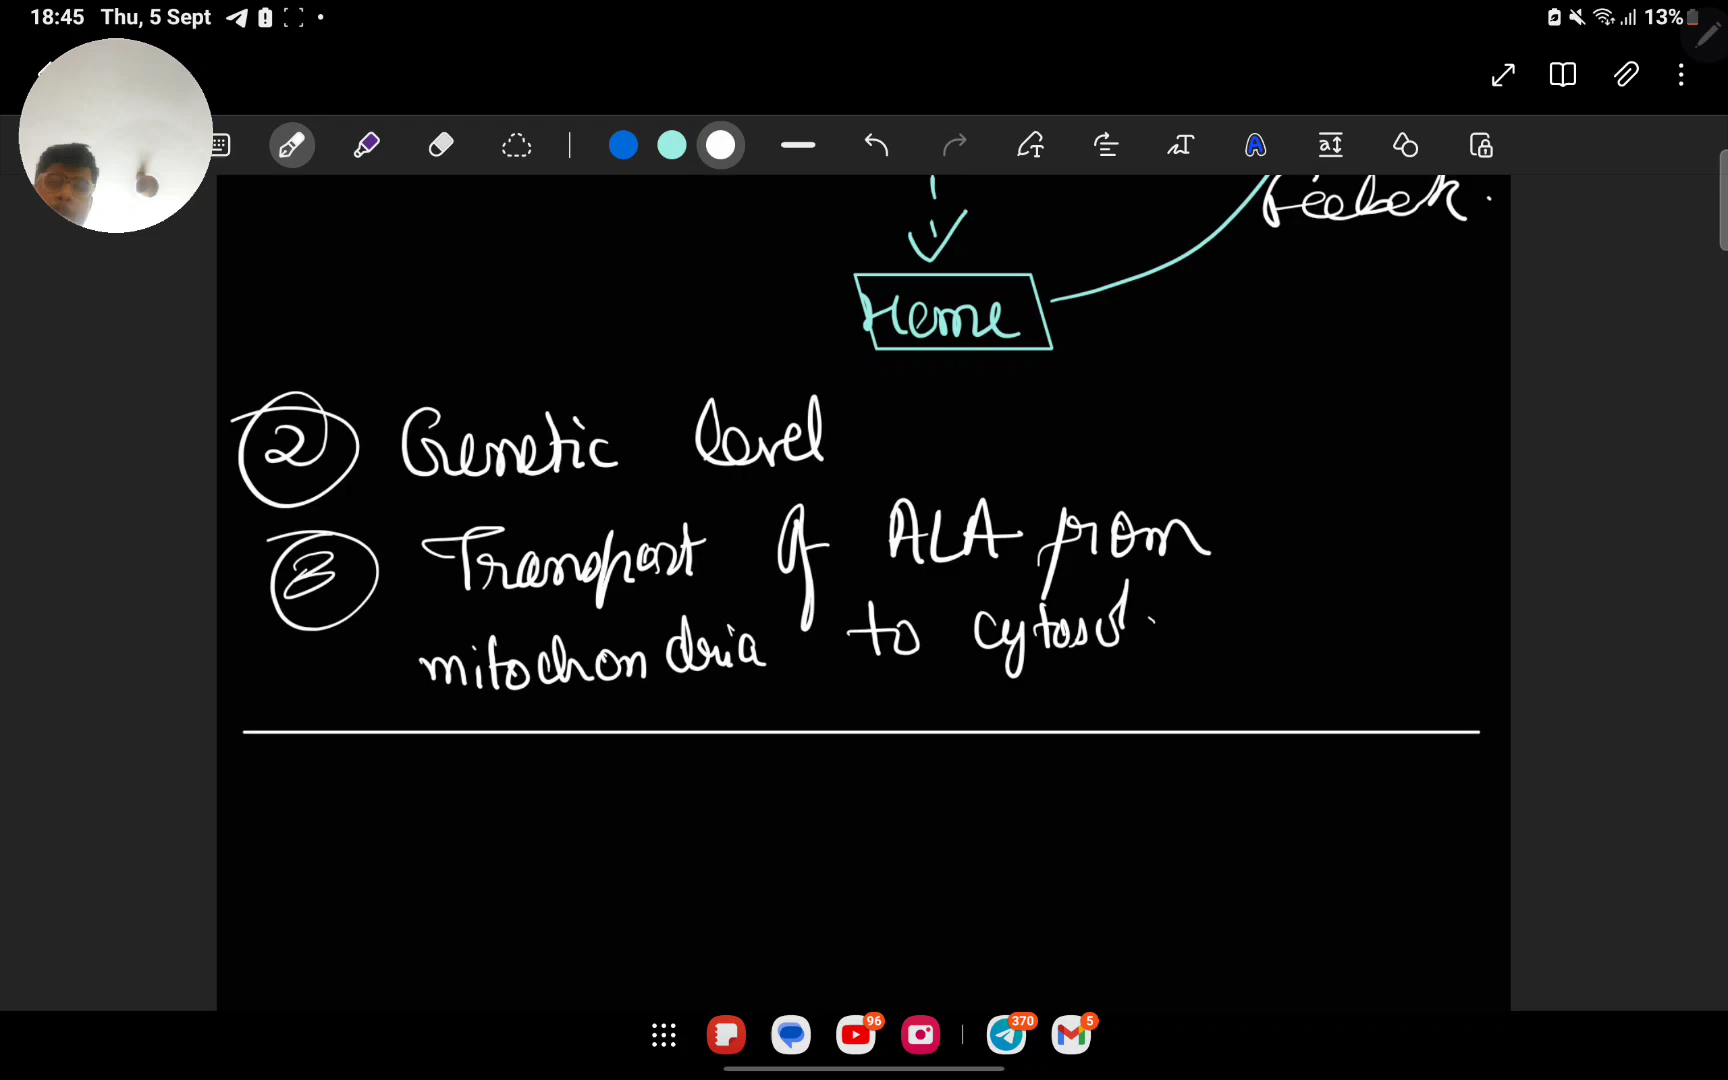 18:45 Thu, 5 Sept 13%
Feebek.
Heme
2 Genetic level
3 Transport of ALA from
mitochondria to cytosol.
96 370 5